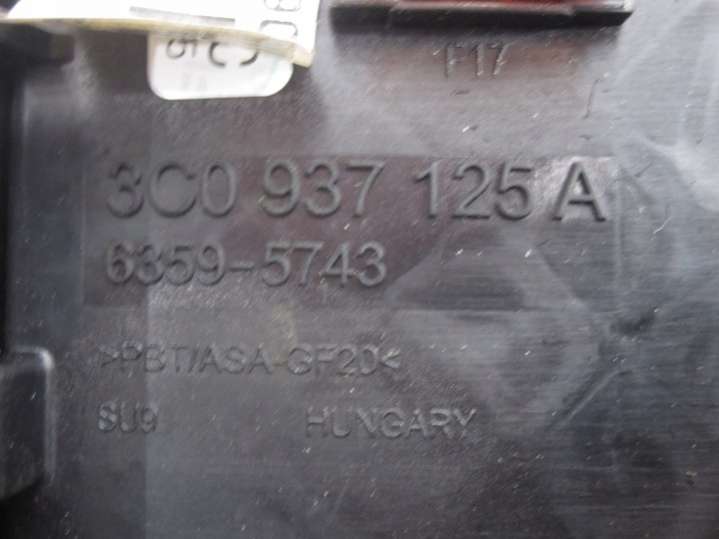 F17
3C0 937 125 A
6359-5743
>PBT/ASA-GF20<
SU9 HUNGARY